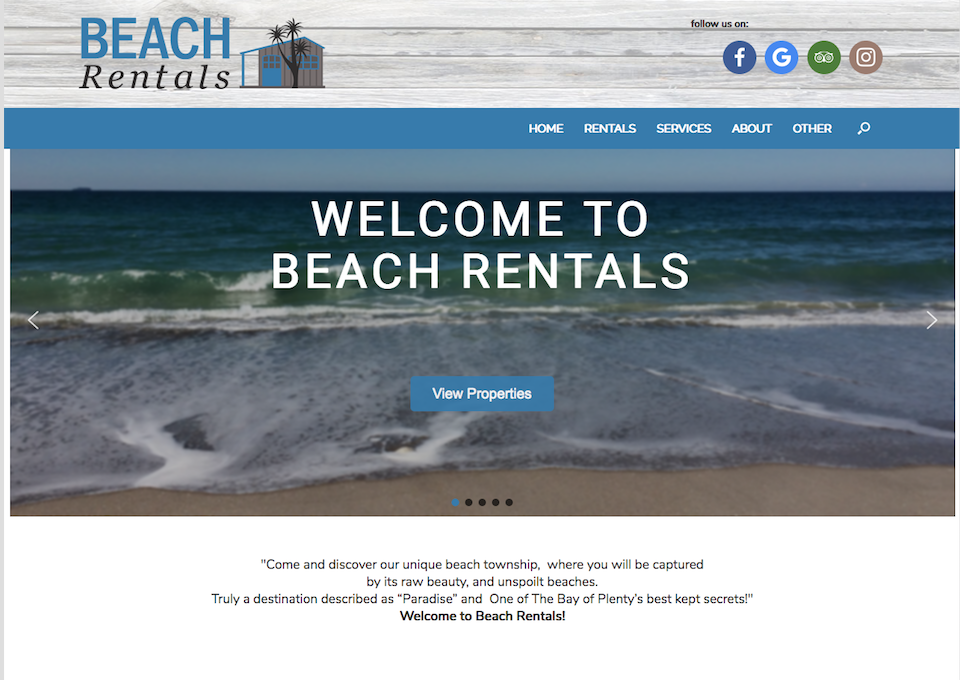 BEACH
Rentals
follow us on:
HOME RENTALS SERVICES ABOUT OTHER
WELCOME TO
BEACH RENTALS
View Properties
"Come and discover our unique beach township,  where you will be captured
by its raw beauty, and unspoilt beaches.
Truly a destination described as “Paradise” and  One of The Bay of Plenty’s best kept secrets!"
Welcome to Beach Rentals!